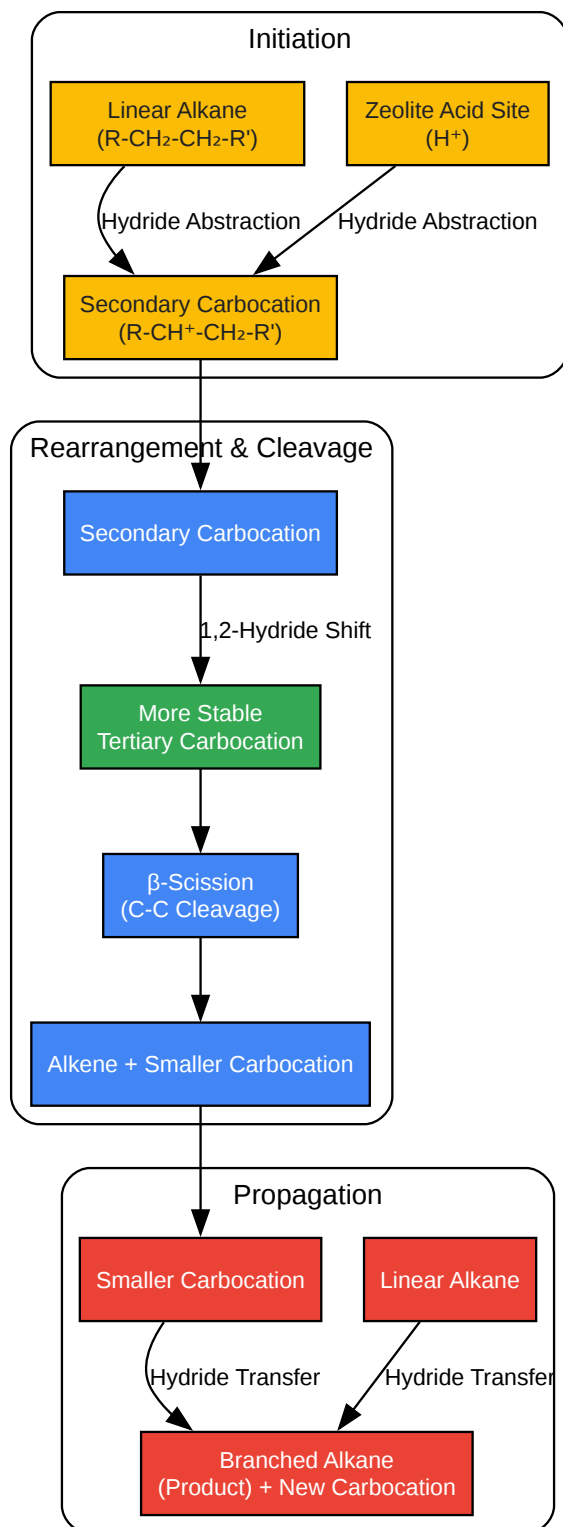 Initiation
Linear Alkane
(R-CH₂-CH₂-R')
Zeolite Acid Site
(H⁺)
Hydride Abstraction
Hydride Abstraction
Secondary Carbocation
(R-CH⁺-CH₂-R')
Rearrangement & Cleavage
Secondary Carbocation
1,2-Hydride Shift
More Stable
Tertiary Carbocation
β-Scission
(C-C Cleavage)
Alkene + Smaller Carbocation
Propagation
Smaller Carbocation
Linear Alkane
Hydride Transfer
Hydride Transfer
Branched Alkane
(Product) + New Carbocation